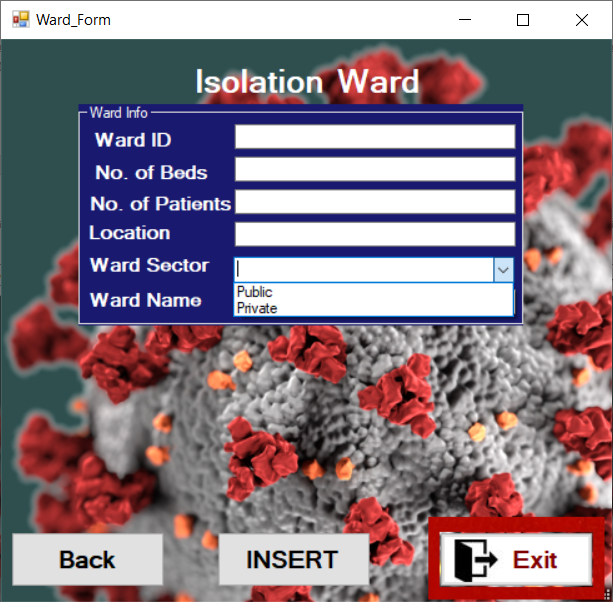 Ward_Form
Isolation Ward
Ward Info
Ward ID
No. of Beds
No. of Patients
Location
Ward Sector
Public
Private
Ward Name
Back
INSERT
Exit